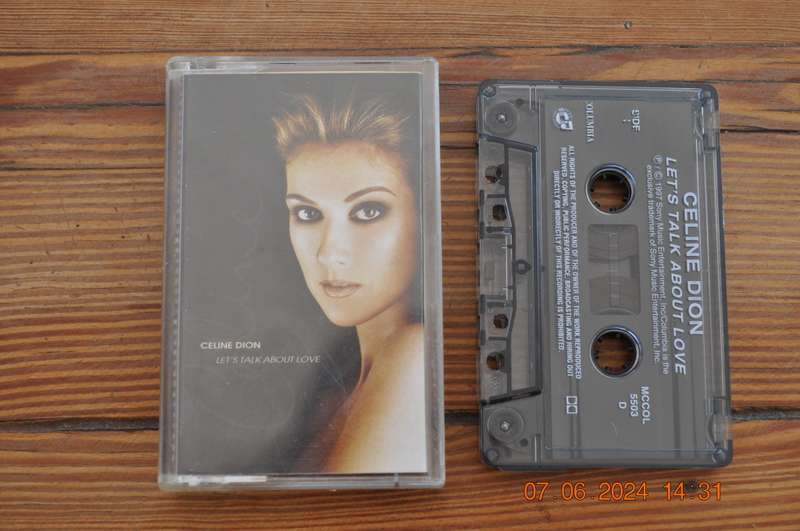 CELINE DION
LET'S TALK ABOUT LOVE
CELINE DION
LET'S TALK ABOUT LOVE
℗ © 1997 Sony Music Entertainment, Inc/Columbia is the
exclusive trademark of Sony Music Entertainment, Inc.
COLUMBIA
ALL RIGHTS OF THE PRODUCER AND OF THE OWNER OF THE WORK REPRODUCED
RESERVED. COPYING, PUBLIC PERFORMANCE, BROADCASTING AND HIRING OUT
DIRECTLY OR INDIRECTLY OF THIS RECORDING IS PROHIBITED.
MCCOL
5503
D
07.06.2024 14:31